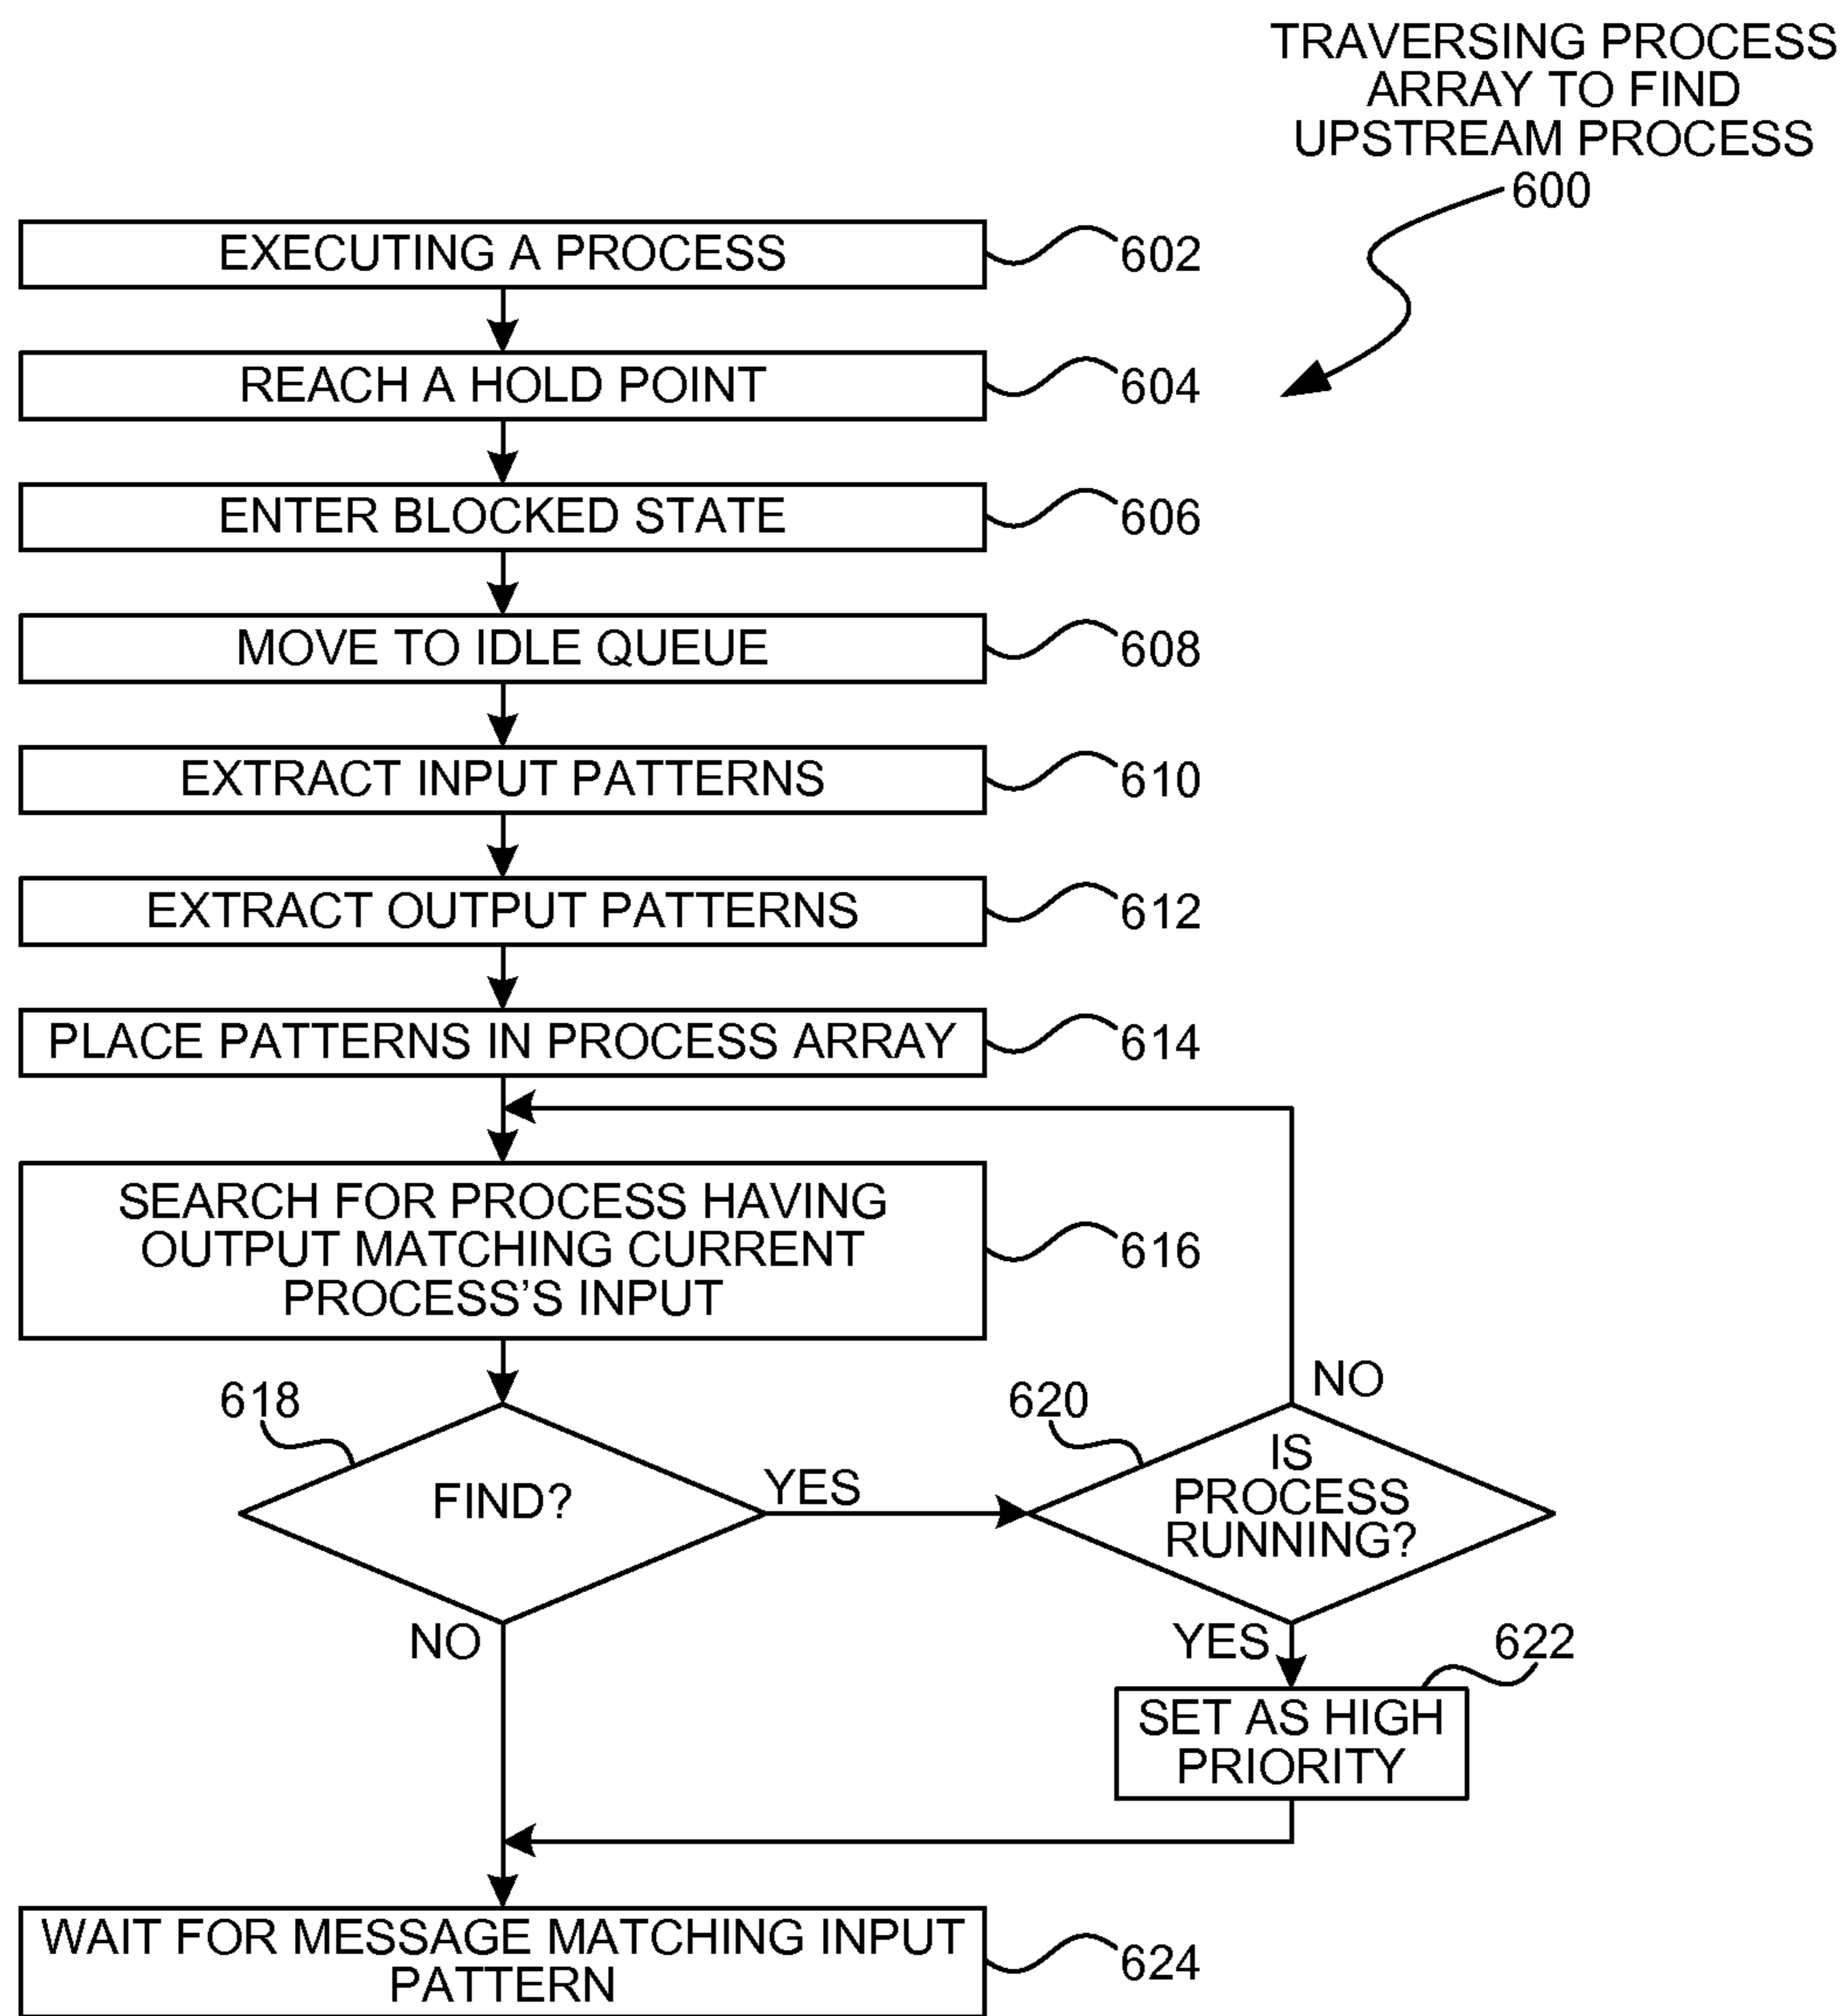 TRAVERSING PROCESS
ARRAY TO FIND
UPSTREAM PROCESS
600
EXECUTING A PROCESS
602
REACH A HOLD POINT
604
ENTER BLOCKED STATE
606
MOVE TO IDLE QUEUE
608
EXTRACT INPUT PATTERNS
610
EXTRACT OUTPUT PATTERNS
612
PLACE PATTERNS IN PROCESS ARRAY
614
SEARCH FOR PROCESS HAVING
OUTPUT MATCHING CURRENT
PROCESS'S INPUT
616
618
FIND?
YES
NO
620
IS
PROCESS
RUNNING?
NO
YES
622
SET AS HIGH
PRIORITY
WAIT FOR MESSAGE MATCHING INPUT
PATTERN
624